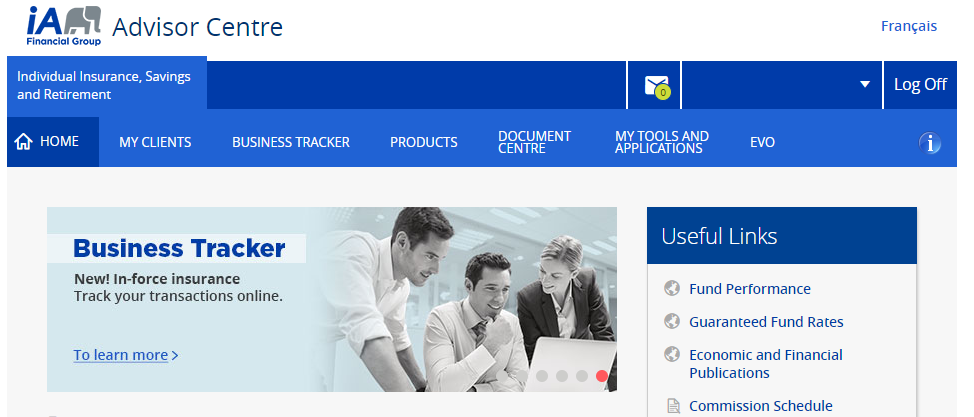 iA
Financial Group
Advisor Centre
Français
Individual Insurance, Savings
and Retirement
0
Log Off
HOME
MY CLIENTS
BUSINESS TRACKER
PRODUCTS
DOCUMENT
CENTRE
MY TOOLS AND
APPLICATIONS
EVO
i
Business Tracker
New! In-force insurance
Track your transactions online.
To learn more >
Useful Links
Fund Performance
Guaranteed Fund Rates
Economic and Financial
Publications
Commission Schedule